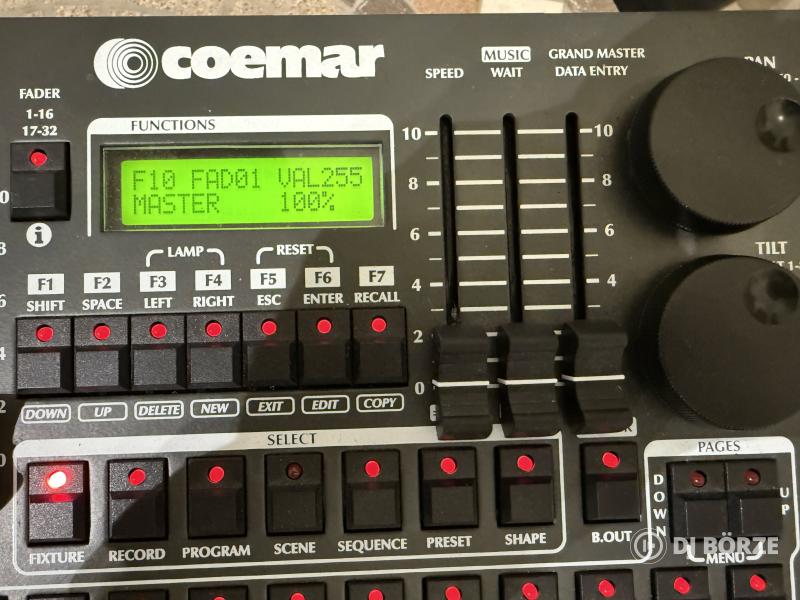 coemar
FADER
1-16
17-32
i
FUNCTIONS
F10 FAD01 VAL255
MASTER 100%
LAMP
RESET
F1 F2 F3 F4 F5 F6 F7
SHIFT SPACE LEFT RIGHT ESC ENTER RECALL
DOWN UP DELETE NEW EXIT EDIT COPY
SPEED
MUSIC
WAIT
GRAND MASTER
DATA ENTRY
10 10
8 8
6 6
4 4
2
0
PAN
TILT
SELECT
FIXTURE RECORD PROGRAM SCENE SEQUENCE PRESET SHAPE
B.OUT
PAGES
DOWN
UP
MENU
DJ BÖRZE